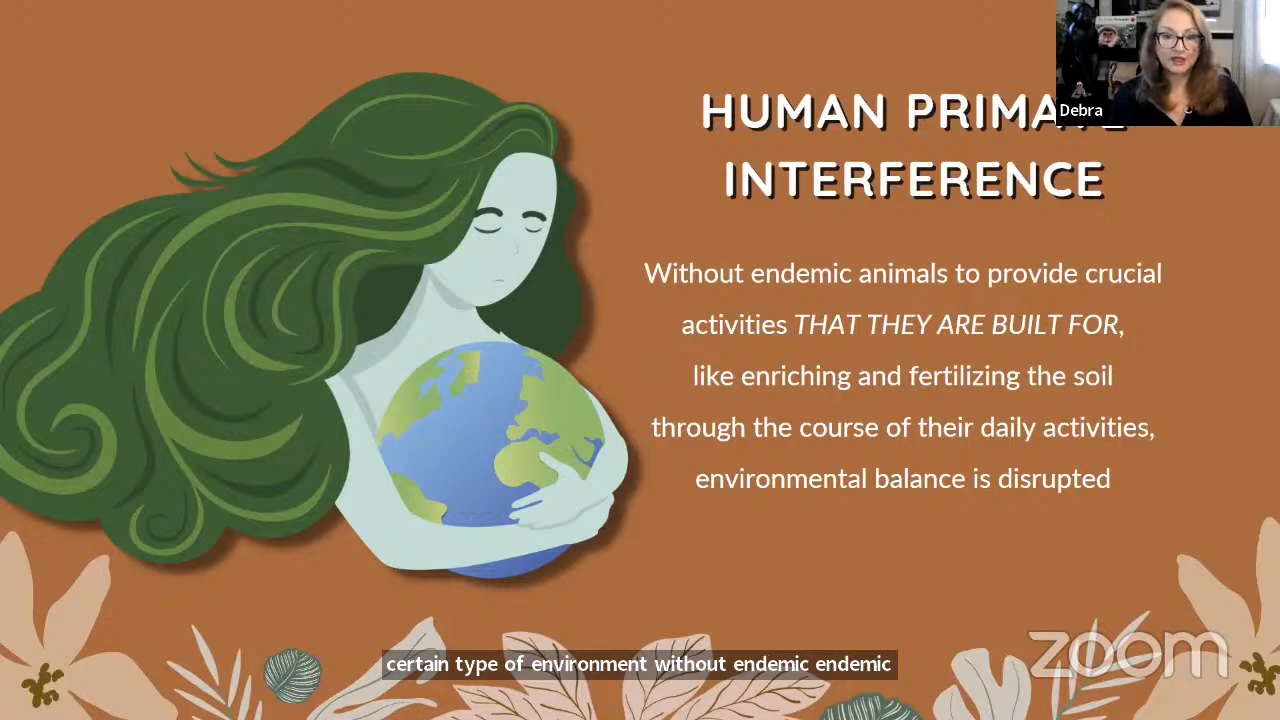 HUMAN PRIMATE
INTERFERENCE
Debra
Without endemic animals to provide crucial
activities THAT THEY ARE BUILT FOR,
like enriching and fertilizing the soil
through the course of their daily activities,
environmental balance is disrupted
certain type of environment without endemic endemic
zoom